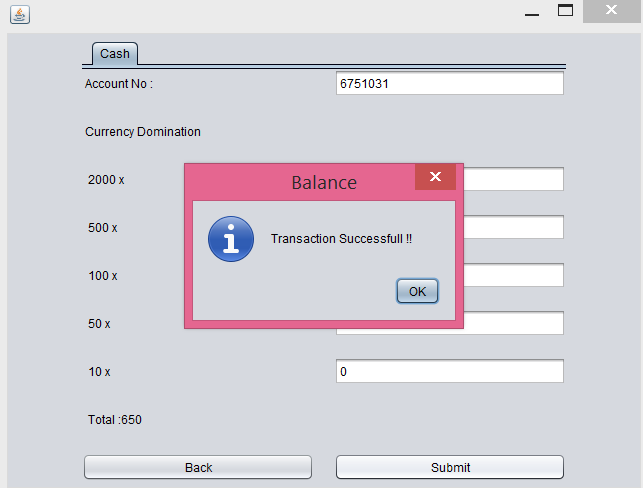 Cash
Account No : 6751031
Currency Domination
Balance
2000 x
500 x
Transaction Successfull !!
100 x
OK
50 x
10 x 0
Total :650
Back Submit